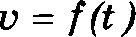 v = f(t)